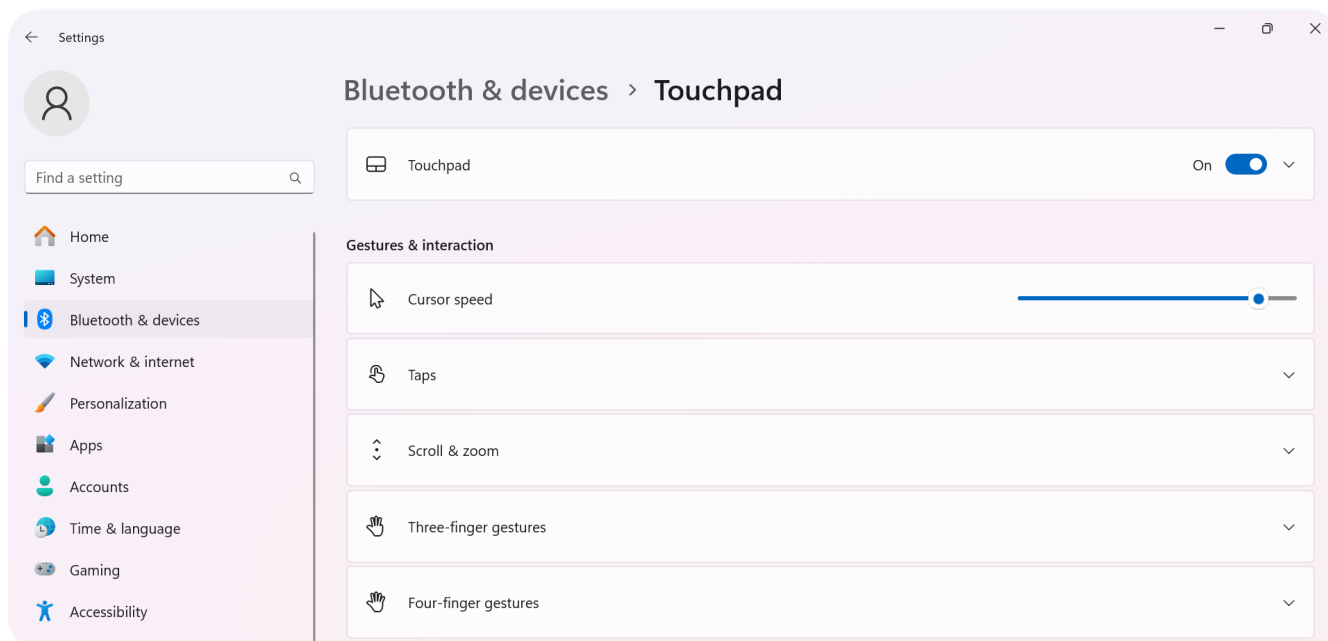 Settings
Bluetooth & devices > Touchpad
Find a setting
Home
System
Bluetooth & devices
Network & internet
Personalization
Apps
Accounts
Time & language
Gaming
Accessibility
Touchpad On
Gestures & interaction
Cursor speed
Taps
Scroll & zoom
Three-finger gestures
Four-finger gestures